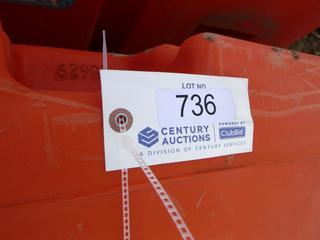 LOT NO.
736
CENTURY
AUCTIONS
POWERED BY
ClubBid
A DIVISION OF CENTURY SERVICES